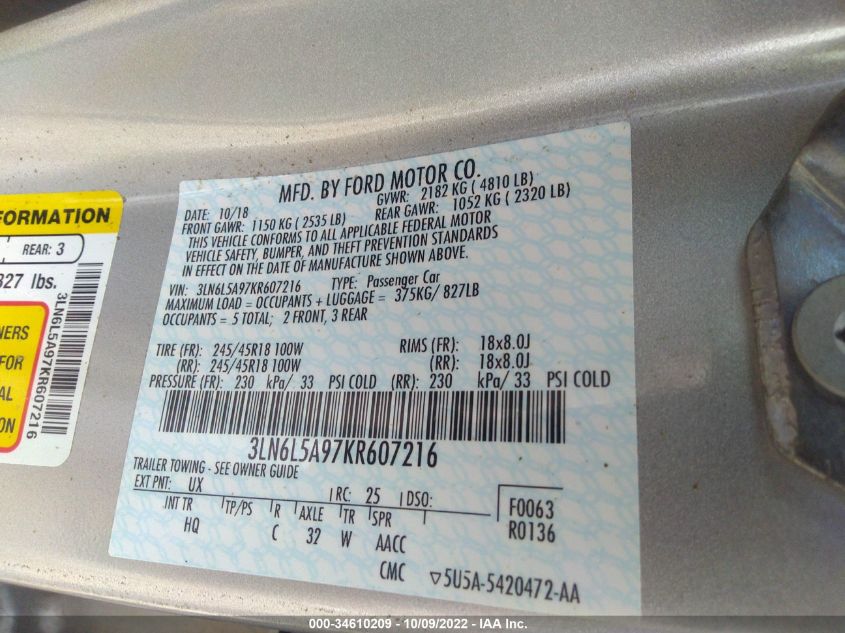 MFD. BY FORD MOTOR CO.
DATE: 10/18 GVWR: 2182 KG ( 4810 LB)
FRONT GAWR: 1150 KG ( 2535 LB) REAR GAWR: 1052 KG ( 2320 LB)
THIS VEHICLE CONFORMS TO ALL APPLICABLE FEDERAL MOTOR
VEHICLE SAFETY, BUMPER, AND THEFT PREVENTION STANDARDS
IN EFFECT ON THE DATE OF MANUFACTURE SHOWN ABOVE.
VIN: 3LN6L5A97KR607216 TYPE: Passenger Car
MAXIMUM LOAD = OCCUPANTS + LUGGAGE = 375KG/ 827LB
OCCUPANTS = 5 TOTAL; 2 FRONT, 3 REAR
TIRE (FR): 245/45R18 100W RIMS (FR): 18x8.0J
(RR): 245/45R18 100W (RR): 18x8.0J
PRESSURE (FR): 230 kPa/ 33 PSI COLD (RR): 230 kPa/ 33 PSI COLD
3LN6L5A97KR607216
TRAILER TOWING - SEE OWNER GUIDE
EXT PNT: UX RC: 25 DSO: F0063
INT TR TP/PS R AXLE TR SPR R0136
HQ C 32 W AACC
CMC ▽5U5A-5420472-AA
FORMATION
REAR: 3
827 lbs.
3LN6L5A97KR607216
NERS
FOR
AL
ON
000-34610209 - 10/09/2022 - IAA Inc.